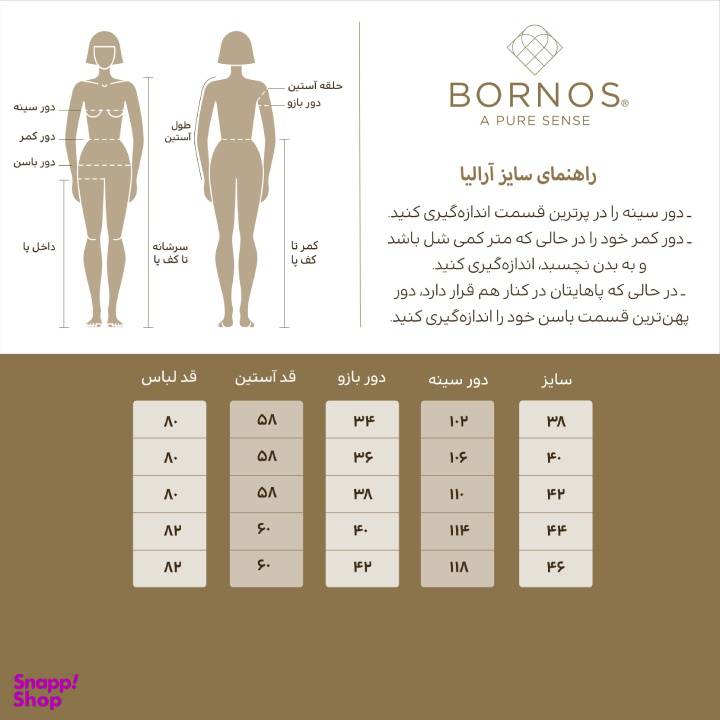 BORNOS®
A PURE SENSE
راهنمای سایز آرالیا
ـ دور سینه را در پرترین قسمت اندازه‌گیری کنید.
ـ دور کمر خود را در حالی که متر کمی شل باشد
و به بدن نچسبد، اندازه‌گیری کنید.
ـ در حالی که پاهایتان در کنار هم قرار دارد، دور
پهن‌ترین قسمت باسن خود را اندازه‌گیری کنید.
حلقه آستین
دور بازو
طول
آستین
کمر تا
کف پا
دور سینه
دور کمر
دور باسن
داخل پا
سرشانه
تا کف پا
سایز دور سینه دور بازو قد آستین قد لباس
۳۸ ۱۰۲ ۳۴ ۵۸ ۸۰
۴۰ ۱۰۶ ۳۶ ۵۸ ۸۰
۴۲ ۱۱۰ ۳۸ ۵۸ ۸۰
۴۴ ۱۱۴ ۴۰ ۶۰ ۸۲
۴۶ ۱۱۸ ۴۲ ۶۰ ۸۲
Snapp!
Shop